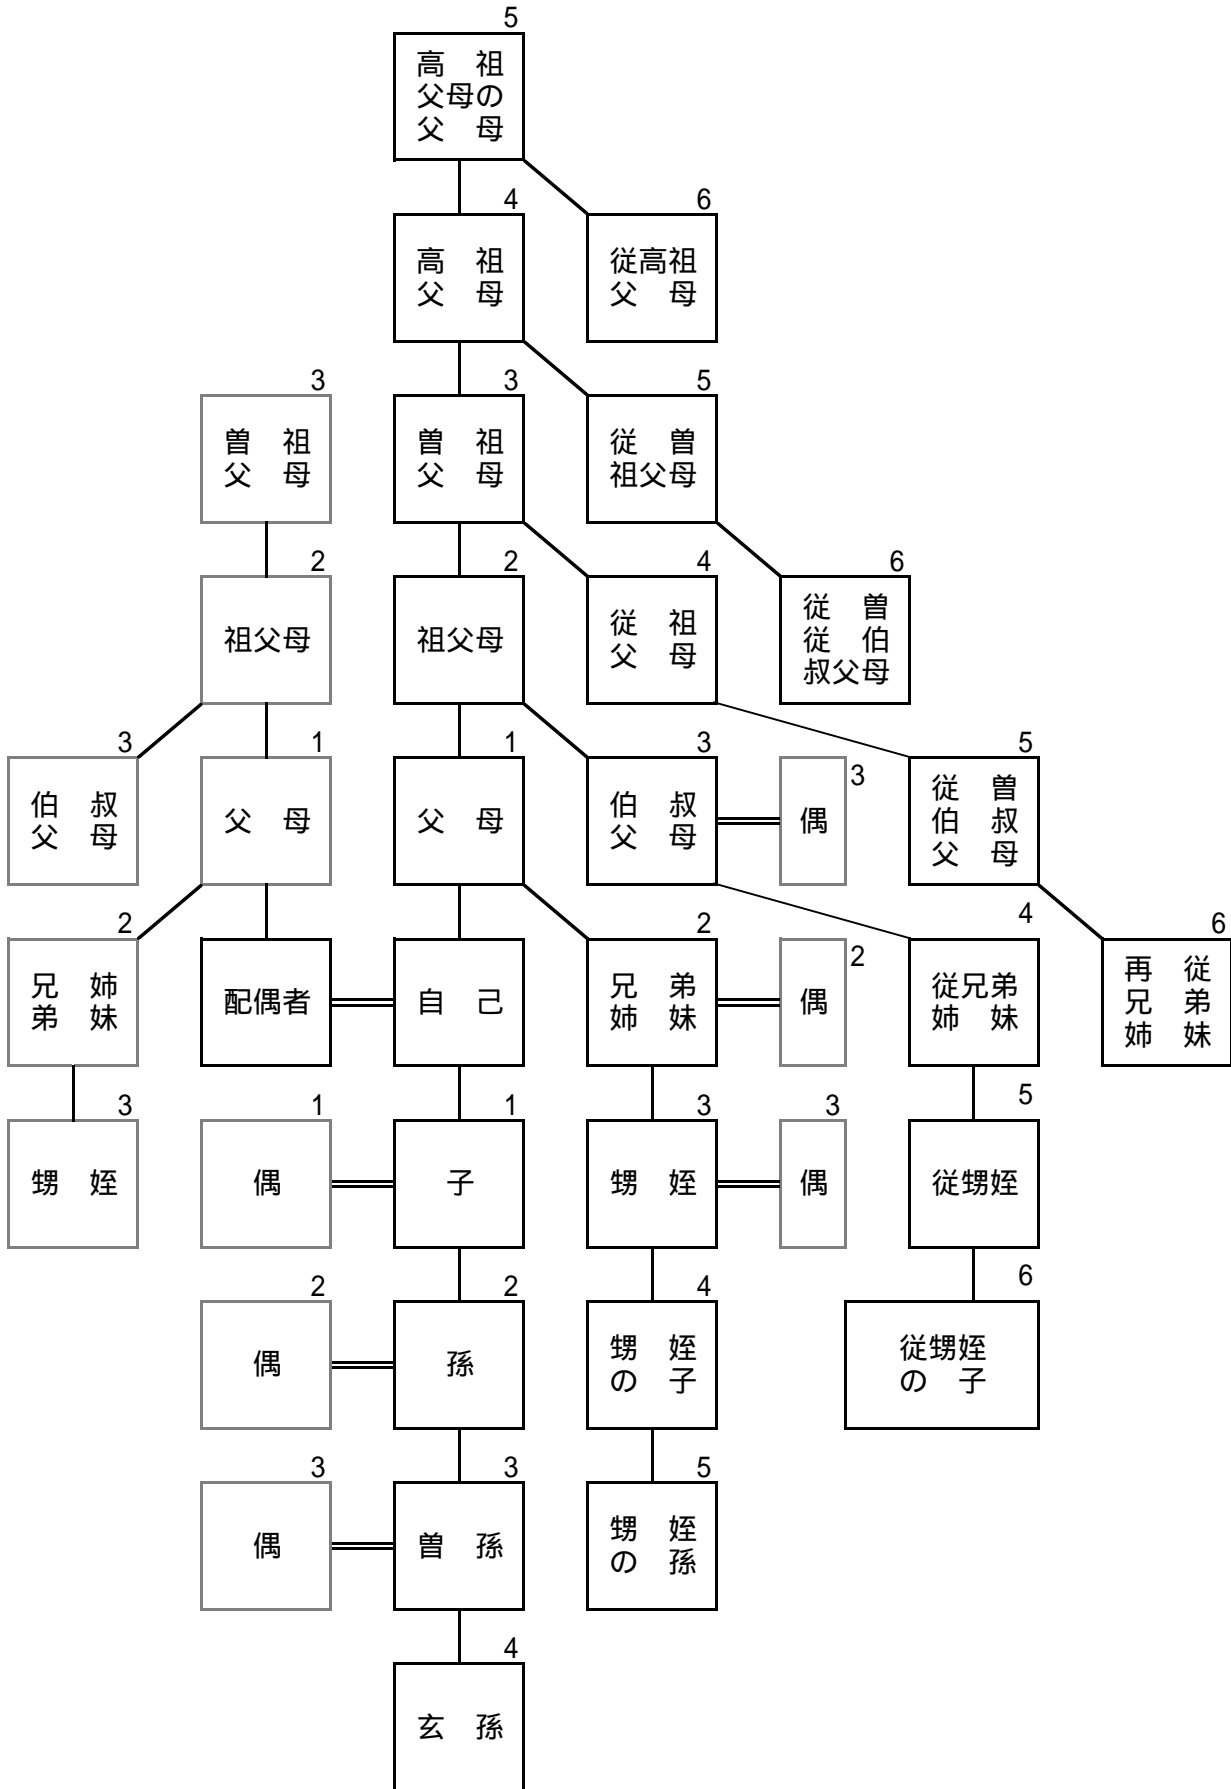 5
高 祖
父母の
父 母
4
高 祖
父 母
6
従高祖
父 母
3
曽 祖
父 母
3
曽 祖
父 母
5
従 曽
祖父母
2
祖父母
2
祖父母
4
従 祖
父 母
6
従 曽
従 伯
叔父母
3
伯 叔
父 母
1
父 母
1
父 母
3
伯 叔
父 母
3
偶
5
従 曽
伯 叔
父 母
2
兄 姉
弟 妹
配偶者
自 己
2
兄 弟
姉 妹
2
偶
4
従兄弟
姉 妹
6
再 従
兄 弟
姉 妹
3
甥 姪
1
偶
1
子
3
甥 姪
3
偶
5
従甥姪
2
偶
2
孫
4
甥 姪
の 子
6
従甥姪
の 子
3
偶
3
曽 孫
5
甥 姪
の 孫
4
玄 孫